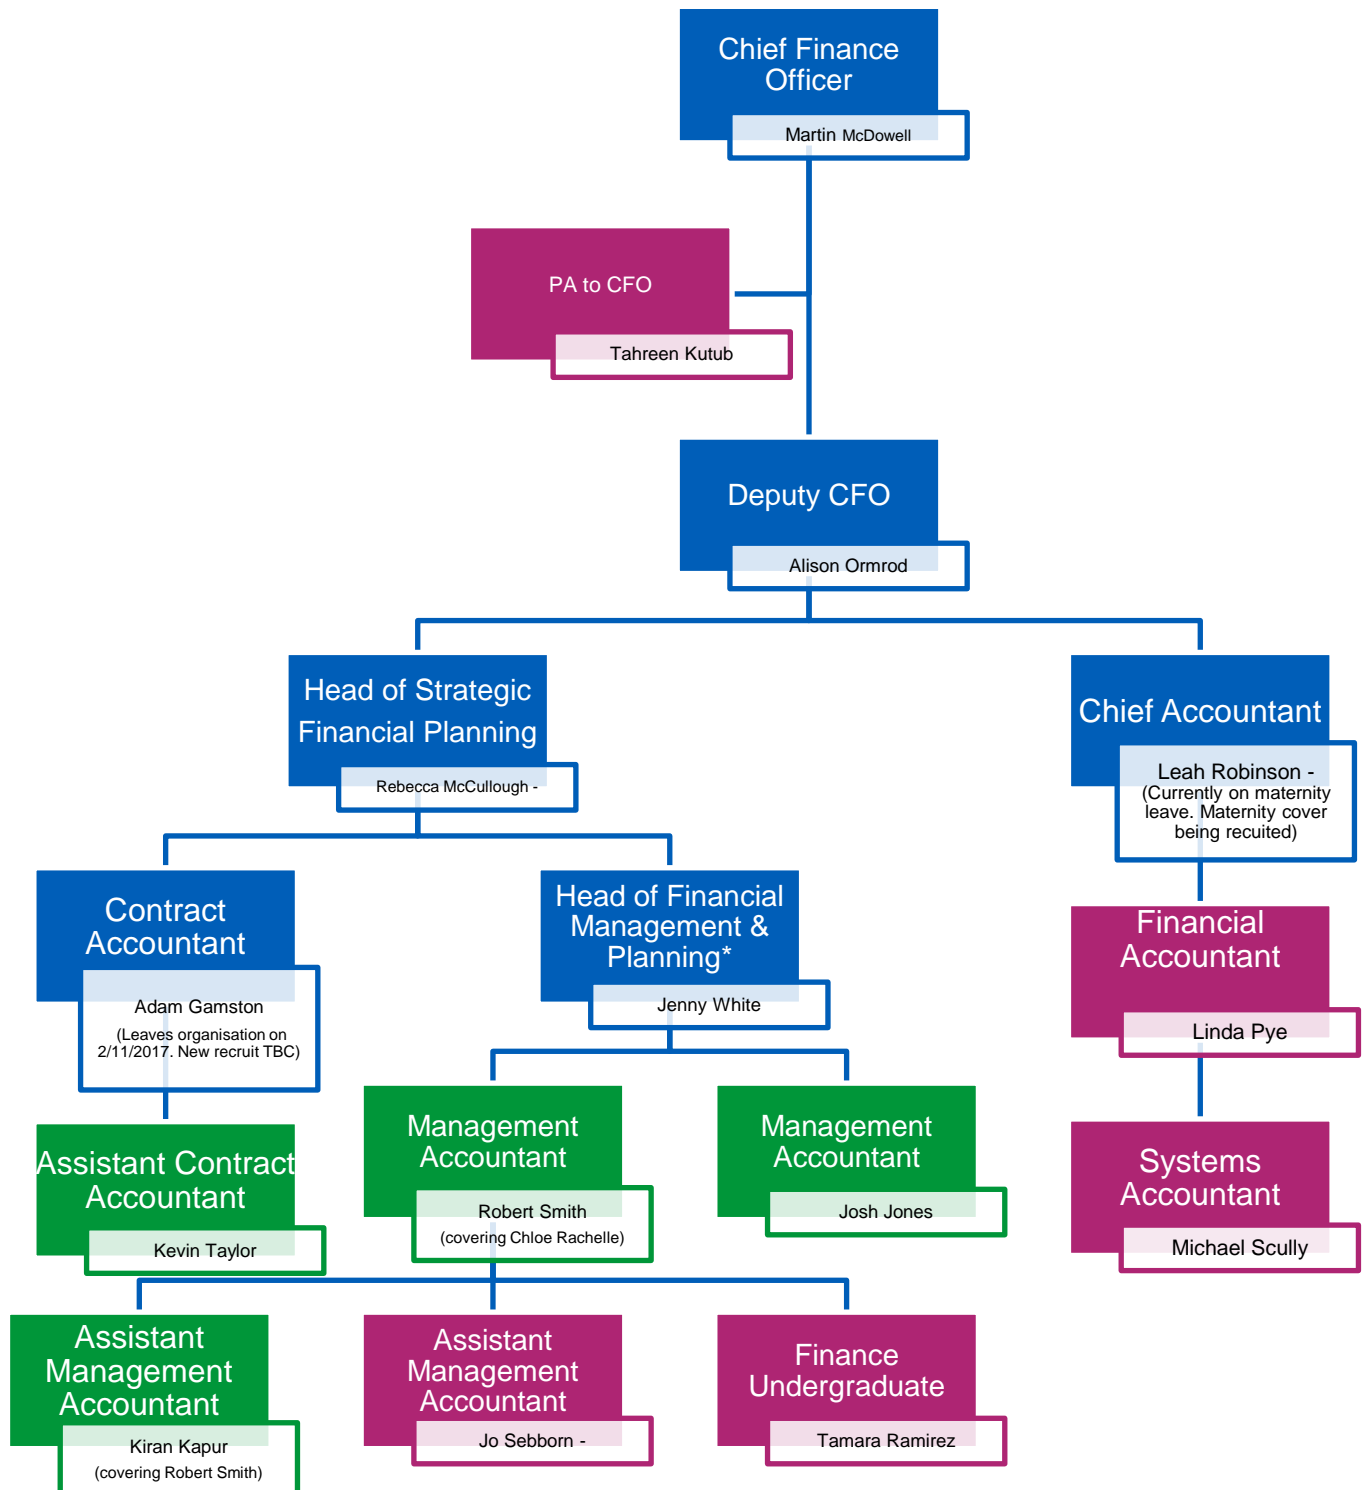 Chief Finance
Officer
Martin McDowell
PA to CFO
Tahreen Kutub
Deputy CFO
Alison Ormrod
Head of Strategic
Financial Planning
Rebecca McCullough -
Chief Accountant
Leah Robinson -
(Currently on maternity
leave. Maternity cover
being recuited)
Contract
Accountant
Adam Gamston
(Leaves organisation on
2/11/2017. New recruit TBC)
Head of Financial
Management &
Planning*
Jenny White
Financial
Accountant
Linda Pye
Assistant Contract
Accountant
Kevin Taylor
Management
Accountant
Robert Smith
(covering Chloe Rachelle)
Management
Accountant
Josh Jones
Systems
Accountant
Michael Scully
Assistant
Management
Accountant
Kiran Kapur
(covering Robert Smith)
Assistant
Management
Accountant
Jo Sebborn -
Finance
Undergraduate
Tamara Ramirez